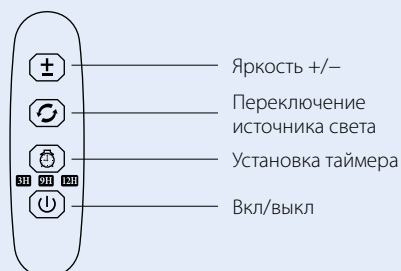 Яркость +/−
Переключение
источника света
Установка таймера
3H 9H 12H
Вкл/выкл